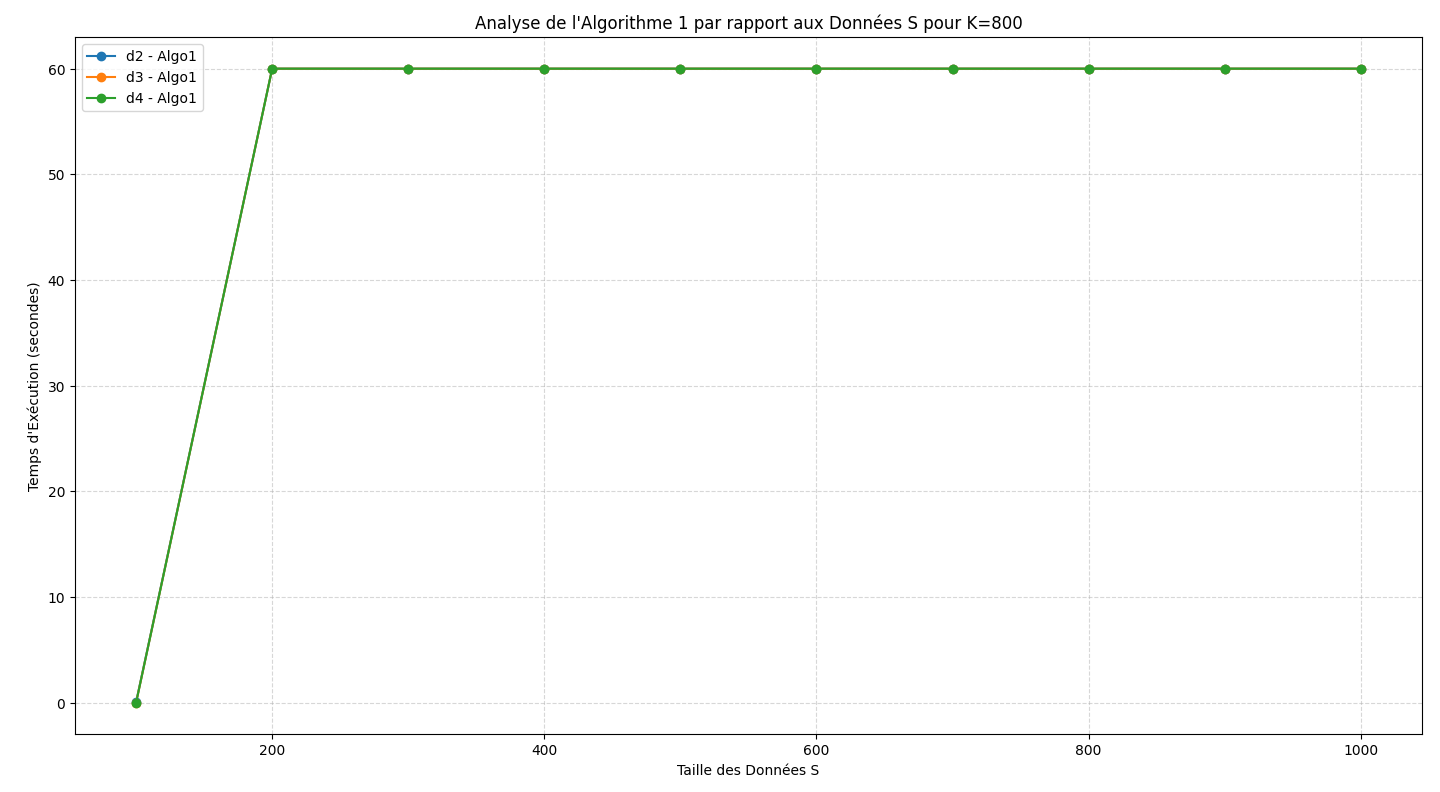 Analyse de l'Algorithme 1 par rapport aux Données S pour K=800
d2 - Algo1
d3 - Algo1
d4 - Algo1
60
50
40
30
20
10
0
Temps d'Exécution (secondes)
200 400 600 800 1000
Taille des Données S